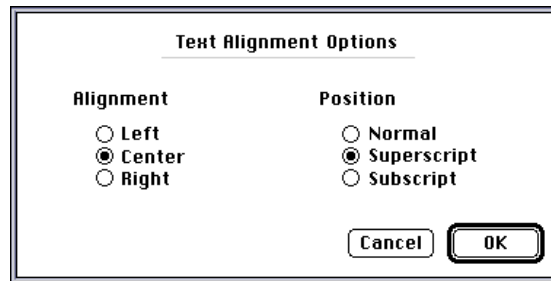 Text Alignment Options
Alignment
Left
Center
Right
Position
Normal
Superscript
Subscript
Cancel
OK